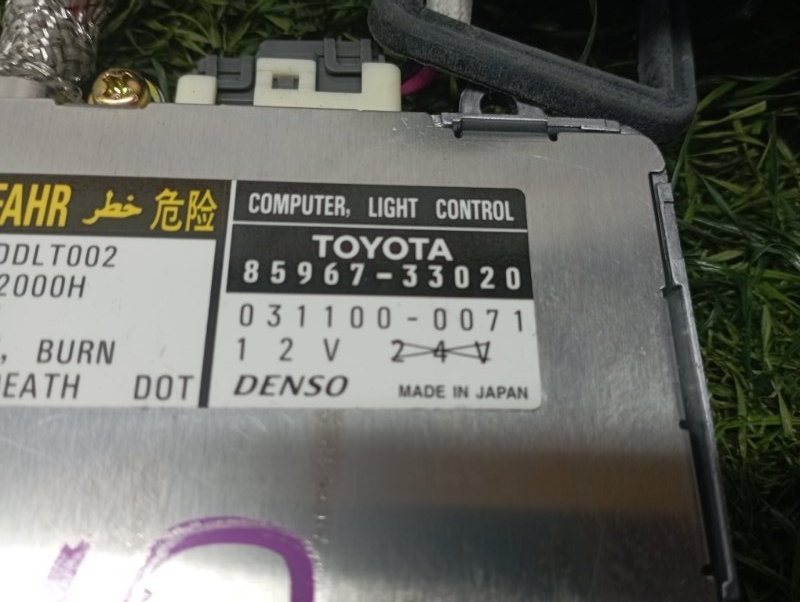 FAHR خطر 危险
DDLT002
2000H
, BURN
DEATH DOT
COMPUTER, LIGHT CONTROL
TOYOTA
85967-33020
031100-0071
12V 24V
DENSO MADE IN JAPAN